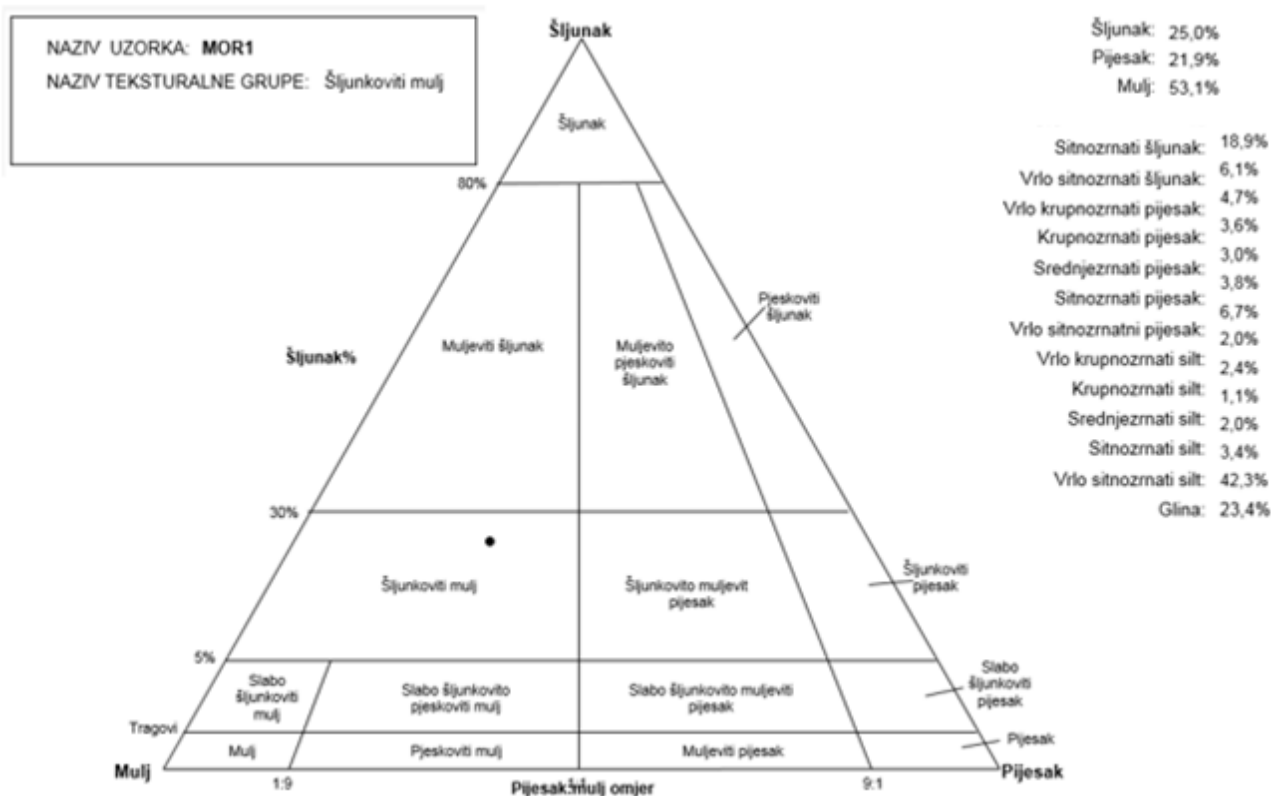 NAZIV UZORKA: MOR1
NAZIV TEKSTURALNE GRUPE: Šljunkoviti mulj
Šljunak
Šljunak: 25,0%
Pijesak: 21,9%
Mulj: 53,1%
Sitnozrnati šljunak: 18,9%
Vrlo sitnozrnati šljunak: 6,1%
Vrlo krupnozrnati pijesak: 4,7%
Krupnozrnati pijesak: 3,6%
Srednjezrnati pijesak: 3,0%
Sitnozrnati pijesak: 3,8%
Vrlo sitnozrnatni pijesak: 6,7%
Vrlo krupnozrnati silt: 2,0%
Krupnozrnati silt: 2,4%
Srednjezrnati silt: 1,1%
Sitnozrnati silt: 2,0%
Vrlo sitnozrnati silt: 3,4%
42,3%
Glina: 23,4%
Šljunak
80%
Pjeskoviti
šljunak
Šljunak%
Muljeviti šljunak
Muljevito
pjeskoviti
šljunak
30%
Šljunkoviti mulj
Šljunkovito muljevit
pijesak
Šljunkoviti
pijesak
5%
Slabo
šljunkoviti
mulj
Slabo šljunkovito
pjeskoviti mulj
Slabo šljunkovito muljeviti
pijesak
Slabo
šljunkoviti
pijesak
Tragovi
Mulj
Pjeskoviti mulj
Muljeviti pijesak
Pijesak
Mulj
Pijesak
1:9
Pijesak:mulj omjer
9:1